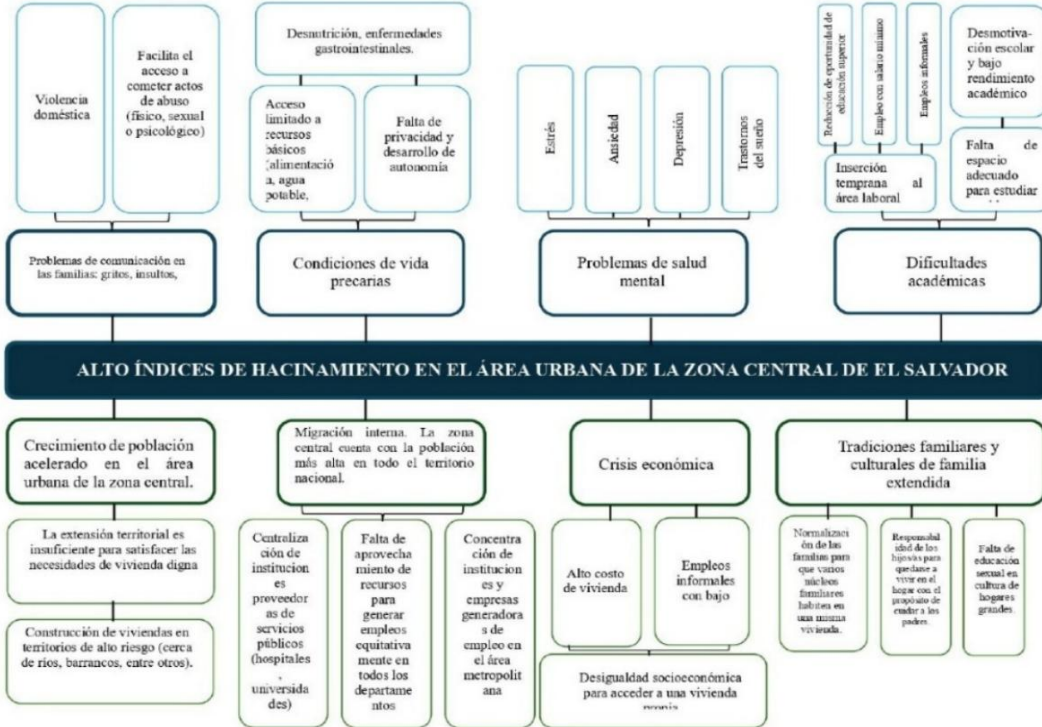 Violencia
doméstica
Facilita el
acceso a
cometer actos
de abuso
(físico, sexual
o psicológico)
Desnutrición, enfermedades
gastrointestinales.
Acceso
limitado a
recursos
básicos
(alimentació
n, agua
potable,
Falta de
privacidad y
desarrollo de
autonomía
Estrés
Ansiedad
Depresión
Trastornos
del sueño
Reducción de oportunidad de
educación superior
Empleo con salario mínimo
Empleos informales
Desmotiva-
ción escolar
y bajo
rendimiento
académico
Inserción
temprana al
área laboral
Falta de
espacio
adecuado
para estudiar
Problemas de comunicación en
las familias: gritos, insultos,
Condiciones de vida
precarias
Problemas de salud
mental
Dificultades
académicas
ALTO ÍNDICES DE HACINAMIENTO EN EL ÁREA URBANA DE LA ZONA CENTRAL DE EL SALVADOR
Crecimiento de población
acelerado en el área
urbana de la zona central.
Migración interna. La zona
central cuenta con la población
más alta en todo el territorio
nacional.
Crisis económica
Tradiciones familiares y
culturales de familia
extendida
La extensión territorial es
insuficiente para satisfacer las
necesidades de vivienda digna
Construcción de viviendas en
territorios de alto riesgo (cerca
de ríos, barrancos, entre otros).
Centraliza
ción de
institucion
es
proveedor
as de
servicios
públicos
(hospitales
, 
universida
des)
Falta de
aprovecha
miento de
recursos
para
generar
empleos
equitativa
mente en
todos los
departame
ntos
Concentra
ción de
institucion
es y
empresas
generadora
s de
empleo en
el área
metropolit
ana
Alto costo
de vivienda
Empleos
informales
con bajo
Desigualdad socioeconómica
para acceder a una vivienda
propia
Normalizaci
ón de las
familias para
que varios
núcleos
familiares
habiten en
una misma
vivienda.
Responsabi
lidad de los
hijos/as para
quedarse a
vivir en el
hogar con el
propósito de
cuidar a los
padres.
Falta de
educación
sexual en
cultura de
hogares
grandes.